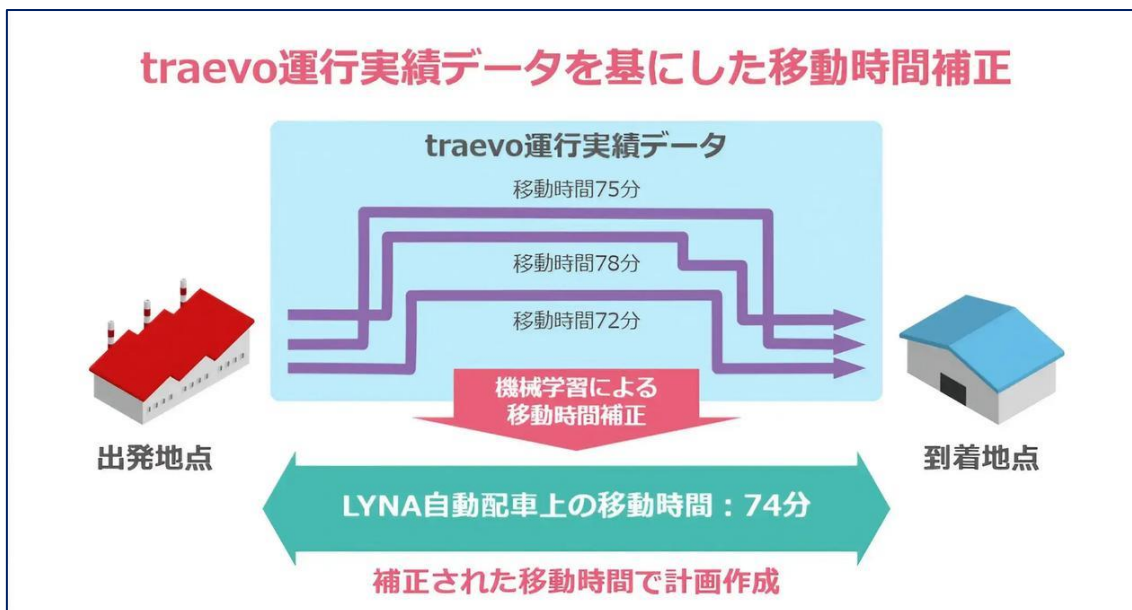 traevo運行実績データを基にした移動時間補正
traevo運行実績データ
移動時間75分
移動時間78分
移動時間72分
機械学習による
移動時間補正
出発地点
到着地点
LYNA自動配車上の移動時間：74分
補正された移動時間で計画作成